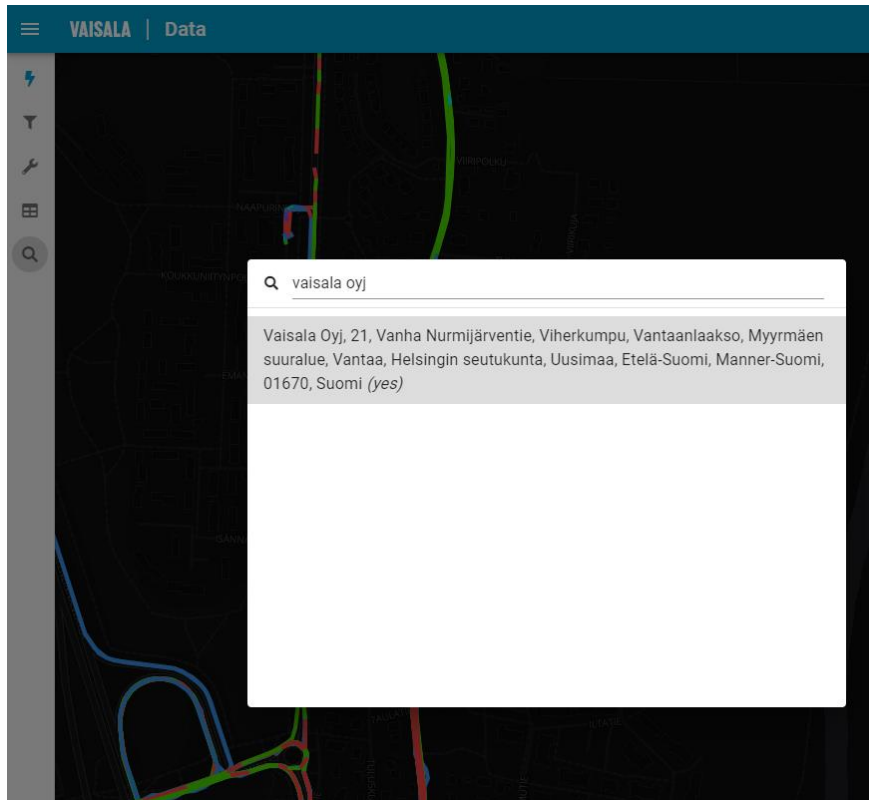 VAISALA | Data
VIIRIPOLKU
vaisala oyj
Vaisala Oyj, 21, Vanha Nurmijärventie, Viherkumpu, Vantaanlaakso, Myyrmäen
suuralue, Vantaa, Helsingin seutukunta, Uusimaa, Etelä-Suomi, Manner-Suomi,
01670, Suomi (yes)